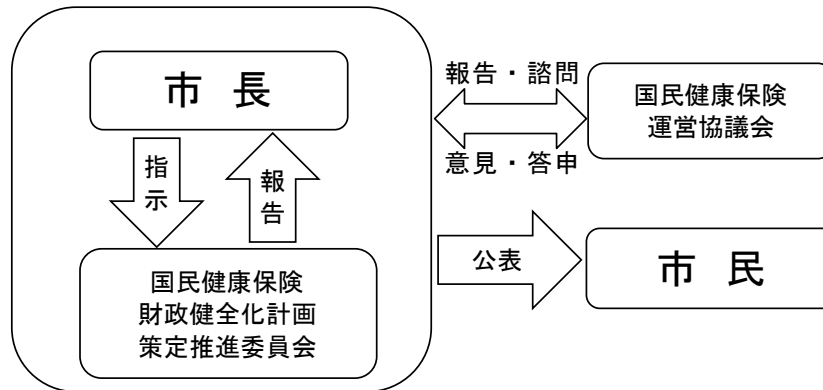 市 長
指示
報告
国民健康保険
財政健全化計画
策定推進委員会
報告・諮問
意見・答申
国民健康保険
運営協議会
公表
市 民